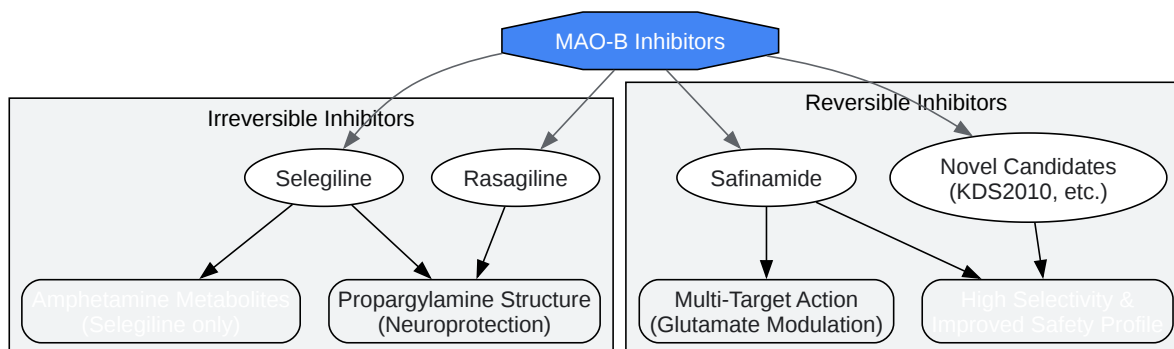 MAO-B Inhibitors
Irreversible Inhibitors
Reversible Inhibitors
Selegiline
Rasagiline
Safinamide
Novel Candidates
(KDS2010, etc.)
Amphetamine Metabolites
(Selegiline only)
Propargylamine Structure
(Neuroprotection)
Multi-Target Action
(Glutamate Modulation)
High Selectivity &
Improved Safety Profile